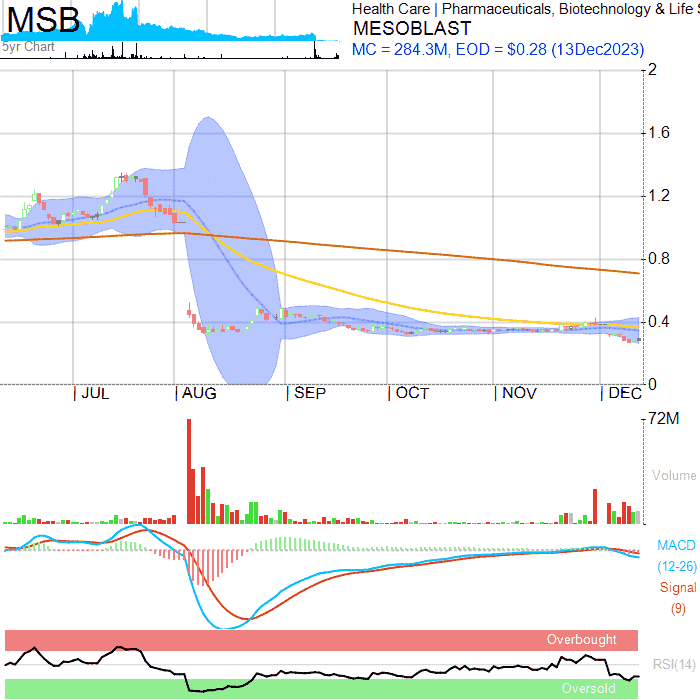 MSB
5yr Chart
Health Care | Pharmaceuticals, Biotechnology & Life S
MESOBLAST
MC = 284.3M, EOD = $0.28 (13Dec2023)
2
1.6
1.2
0.8
0.4
0
| JUL | AUG | SEP | OCT | NOV | DEC
72M
Volume
MACD
(12-26)
Signal
(9)
Overbought
RSI(14)
Oversold